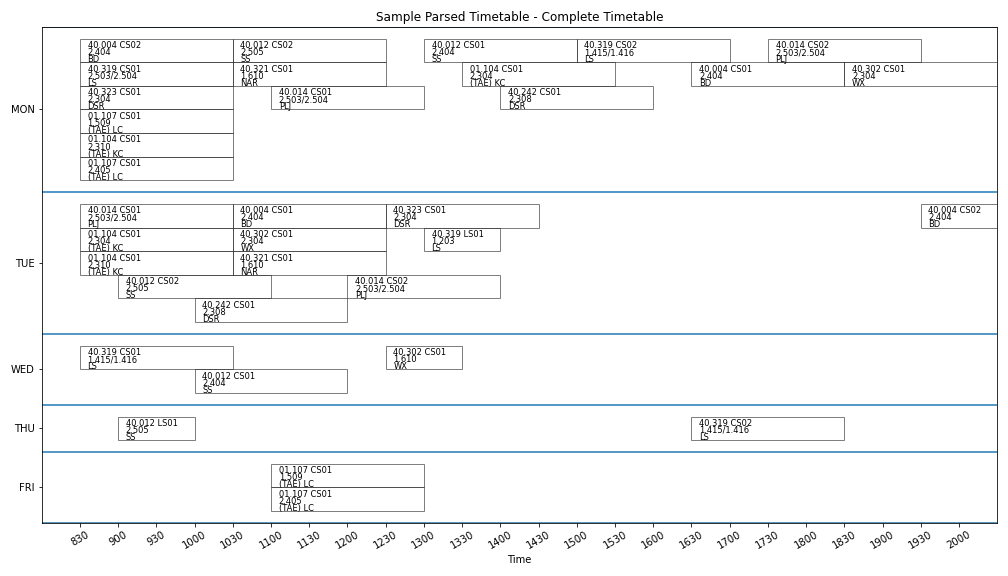 Sample Parsed Timetable - Complete Timetable
MON
40.004 CS02
2.404
BD
40.012 CS02
2.505
SS
40.012 CS01
2.404
SS
40.319 CS02
1.415/1.416
LS
40.014 CS02
2.503/2.504
PLJ
40.319 CS01
2.503/2.504
LS
40.321 CS01
1.610
NAR
01.104 CS01
2.304
(TAE) KC
40.004 CS01
2.404
BD
40.302 CS01
2.304
WX
40.323 CS01
2.304
DSR
40.014 CS01
2.503/2.504
PLJ
40.242 CS01
2.308
DSR
01.107 CS01
1.509
(TAE) LC
01.104 CS01
2.310
(TAE) KC
01.107 CS01
2.405
(TAE) LC
TUE
40.014 CS01
2.503/2.504
PLJ
40.004 CS01
2.404
BD
40.323 CS01
2.304
DSR
40.004 CS02
2.404
BD
01.104 CS01
2.304
(TAE) KC
40.302 CS01
2.304
WX
40.319 LS01
1.203
LS
01.104 CS01
2.310
(TAE) KC
40.321 CS01
1.610
NAR
40.012 CS02
2.505
SS
40.014 CS02
2.503/2.504
PLJ
40.242 CS01
2.308
DSR
WED
40.319 CS01
1.415/1.416
LS
40.302 CS01
1.610
WX
40.012 CS01
2.404
SS
THU
40.012 LS01
2.505
SS
40.319 CS02
1.415/1.416
LS
FRI
01.107 CS01
1.509
(TAE) LC
01.107 CS01
2.405
(TAE) LC
830 900 930 1000 1030 1100 1130 1200 1230 1300 1330 1400 1430 1500 1530 1600 1630 1700 1730 1800 1830 1900 1930 2000
Time